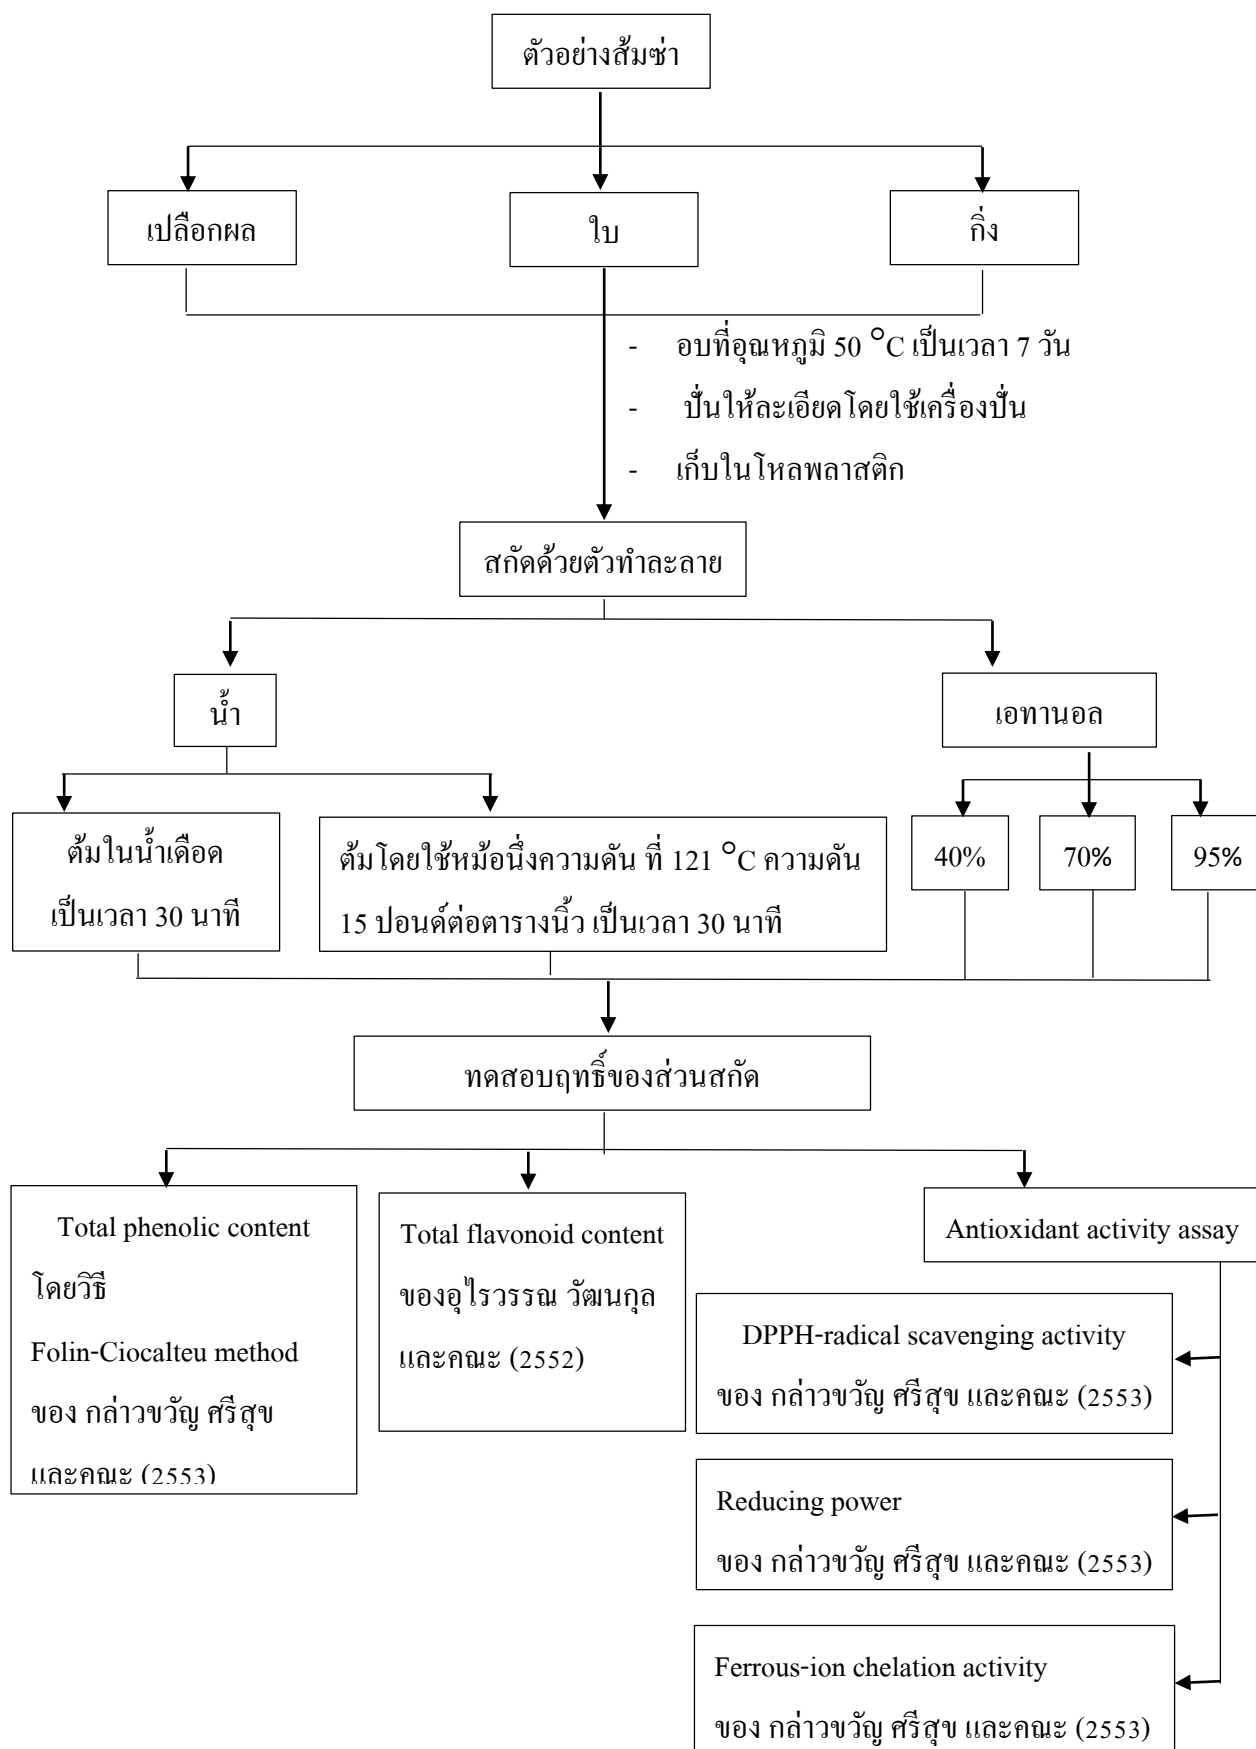 ตัวอย่างส้มซ่า
เปลือกผล
ใบ
กิ่ง
- อบที่อุณหภูมิ 50 °C เป็นเวลา 7 วัน
- ปั่นให้ละเอียดโดยใช้เครื่องปั่น
- เก็บในโหลพลาสติก
สกัดด้วยตัวทำละลาย
น้ำ
เอทานอล
ต้มในน้ำเดือด
เป็นเวลา 30 นาที
ต้มโดยใช้หม้อนึ่งความดัน ที่ 121 °C ความดัน
15 ปอนด์ต่อตารางนิ้ว เป็นเวลา 30 นาที
40%
70%
95%
ทดสอบฤทธิ์ของส่วนสกัด
Total phenolic content
โดยวิธี
Folin-Ciocalteu method
ของ กล่าวขวัญ ศรีสุข
และคณะ (2553)
Total flavonoid content
ของอุไรวรรณ วัฒนกุล
และคณะ (2552)
Antioxidant activity assay
DPPH-radical scavenging activity
ของ กล่าวขวัญ ศรีสุข และคณะ (2553)
Reducing power
ของ กล่าวขวัญ ศรีสุข และคณะ (2553)
Ferrous-ion chelation activity
ของ กล่าวขวัญ ศรีสุข และคณะ (2553)